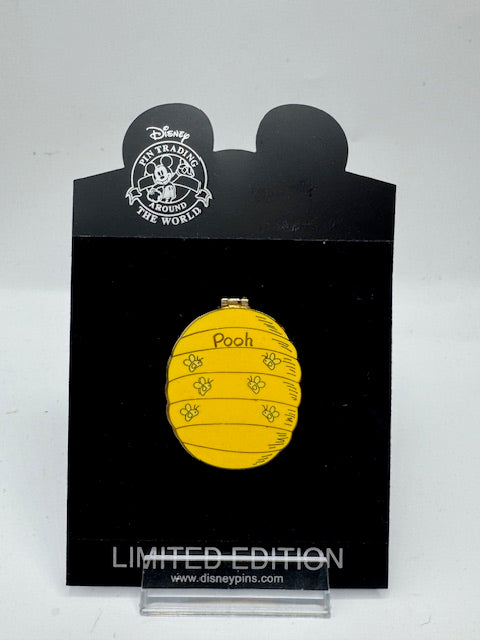 Disney
PIN TRADING
AROUND
THE WORLD
Pooh
LIMITED EDITION
www.disneypins.com